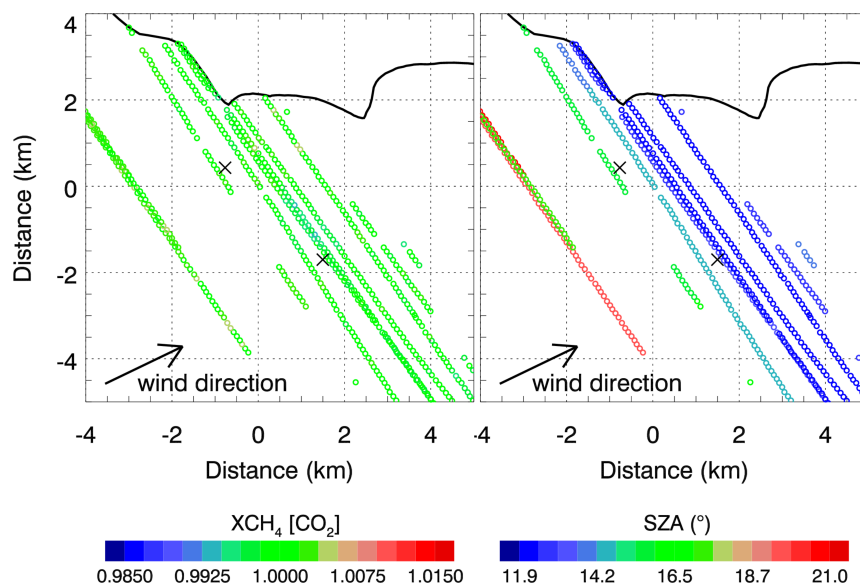 4
2
0
-2
-4
Distance (km)
wind direction
wind direction
-4 -2 0 2 4 -4 -2 0 2 4
Distance (km)
Distance (km)
XCH₄ [CO₂]
SZA (°)
0.9850 0.9925 1.0000 1.0075 1.0150
11.9 14.2 16.5 18.7 21.0